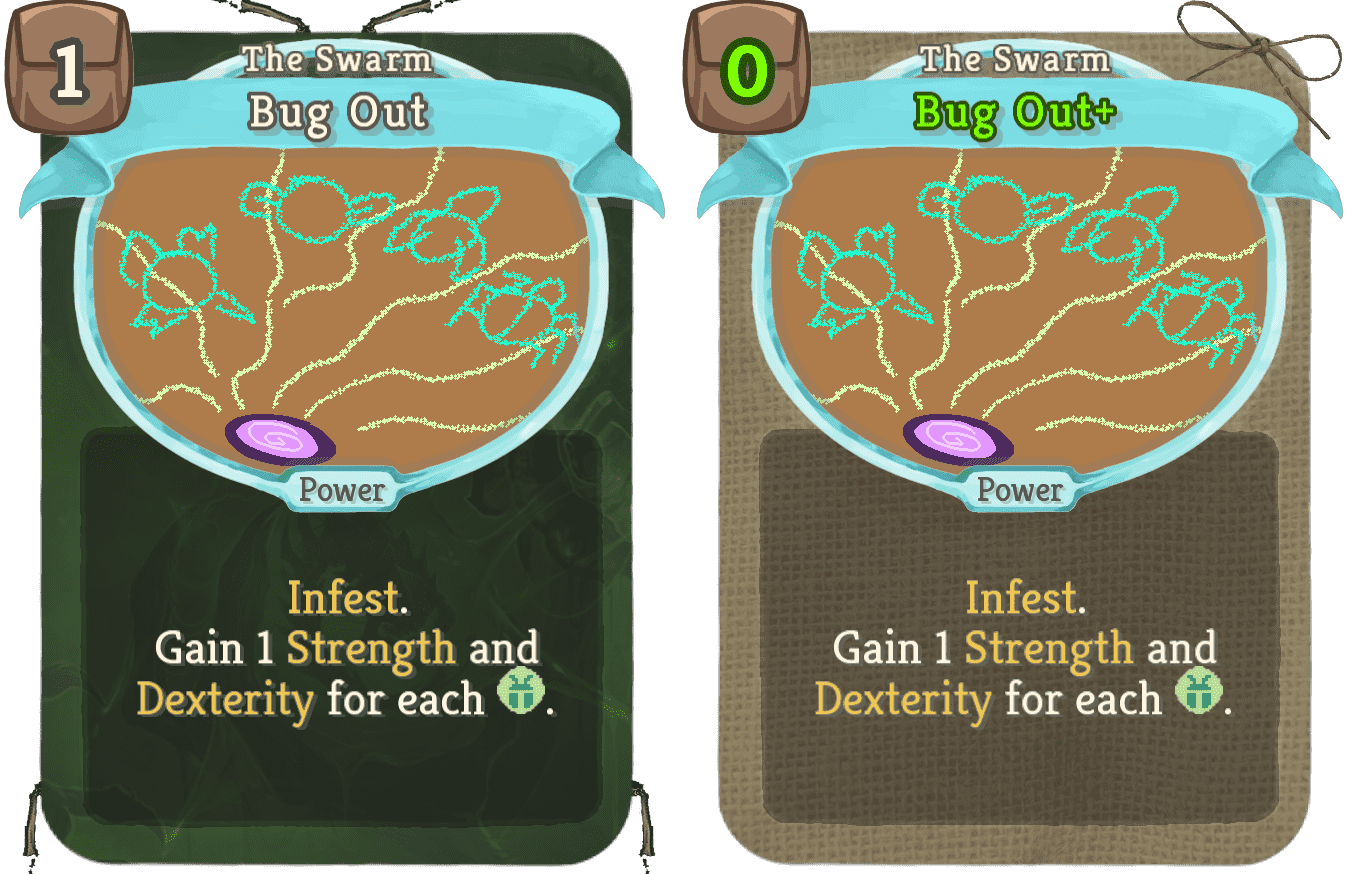 1
The Swarm
Bug Out
Power
Infest.
Gain 1 Strength and
Dexterity for each .
0
The Swarm
Bug Out+
Power
Infest.
Gain 1 Strength and
Dexterity for each .